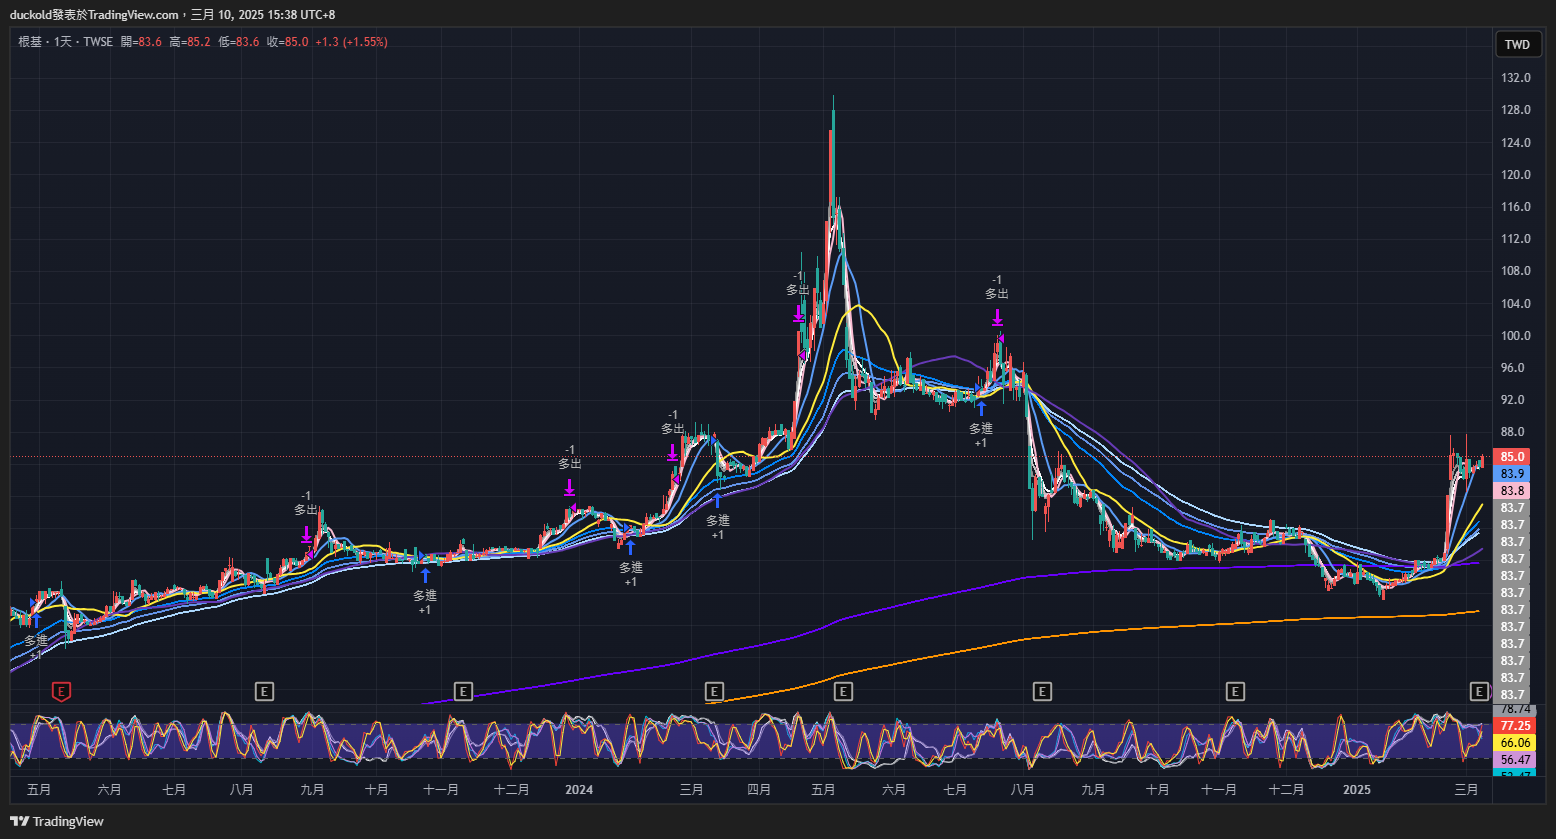 duckold發表於TradingView.com，三月 10, 2025 15:38 UTC+8
根基 · 1天 · TWSE 開=83.6 高=85.2 低=83.6 收=85.0 +1.3 (+1.55%)
TWD
132.0
128.0
124.0
120.0
116.0
112.0
108.0
104.0
100.0
96.0
92.0
88.0
85.0
83.9
83.8
83.7
83.7
83.7
83.7
83.7
83.7
83.7
83.7
83.7
83.7
83.7
83.7
78.74
77.25
66.06
56.47
-1
多出
-1
多出
-1
多出
-1
多出
-1
多出
多進
+1
多進
+1
多進
+1
多進
+1
多進
+1
E
E
E
E
E
E
E
E
五月
六月
七月
八月
九月
十月
十一月
十二月
2024
三月
四月
五月
六月
七月
八月
九月
十月
十一月
十二月
2025
三月
TradingView